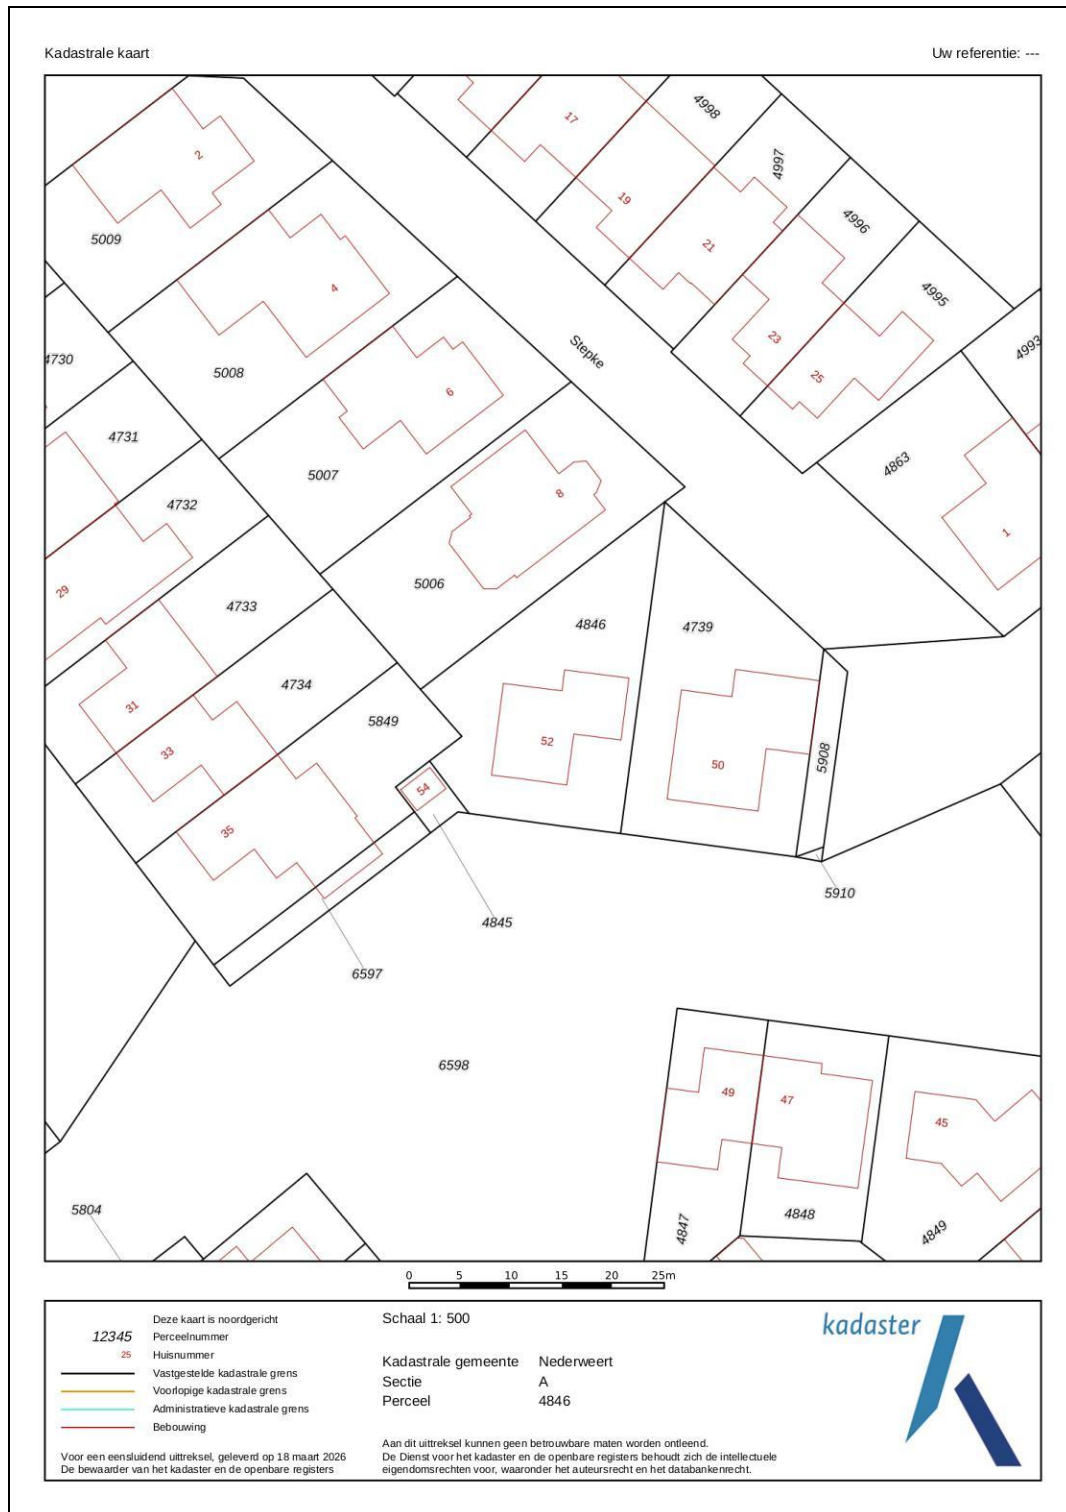 Kadastrale kaart
Uw referentie: ---
17
4998
4997
2
19
4996
5009
21
4995
4
23
4993
Stepke
4730
5008
25
6
4731
4863
5007
8
4732
1
29
5006
4733
4846
4739
4734
31
5849
33
52
50
5908
54
35
5910
4845
6597
6598
49
47
45
5804
4847
4848
4849
0 5 10 15 20 25m
Deze kaart is noordgericht
12345 Perceelnummer
25 Huisnummer
Vastgestelde kadastrale grens
Voorlopige kadastrale grens
Administratieve kadastrale grens
Bebouwing
Voor een eensluidend uittreksel, geleverd op 18 maart 2026
De bewaarder van het kadaster en de openbare registers
Schaal 1: 500
Kadastrale gemeente Nederweert
Sectie A
Perceel 4846
Aan dit uittreksel kunnen geen betrouwbare maten worden ontleend.
De Dienst voor het kadaster en de openbare registers behoudt zich de intellectuele
eigendomsrechten voor, waaronder het auteursrecht en het databankenrecht.
kadaster